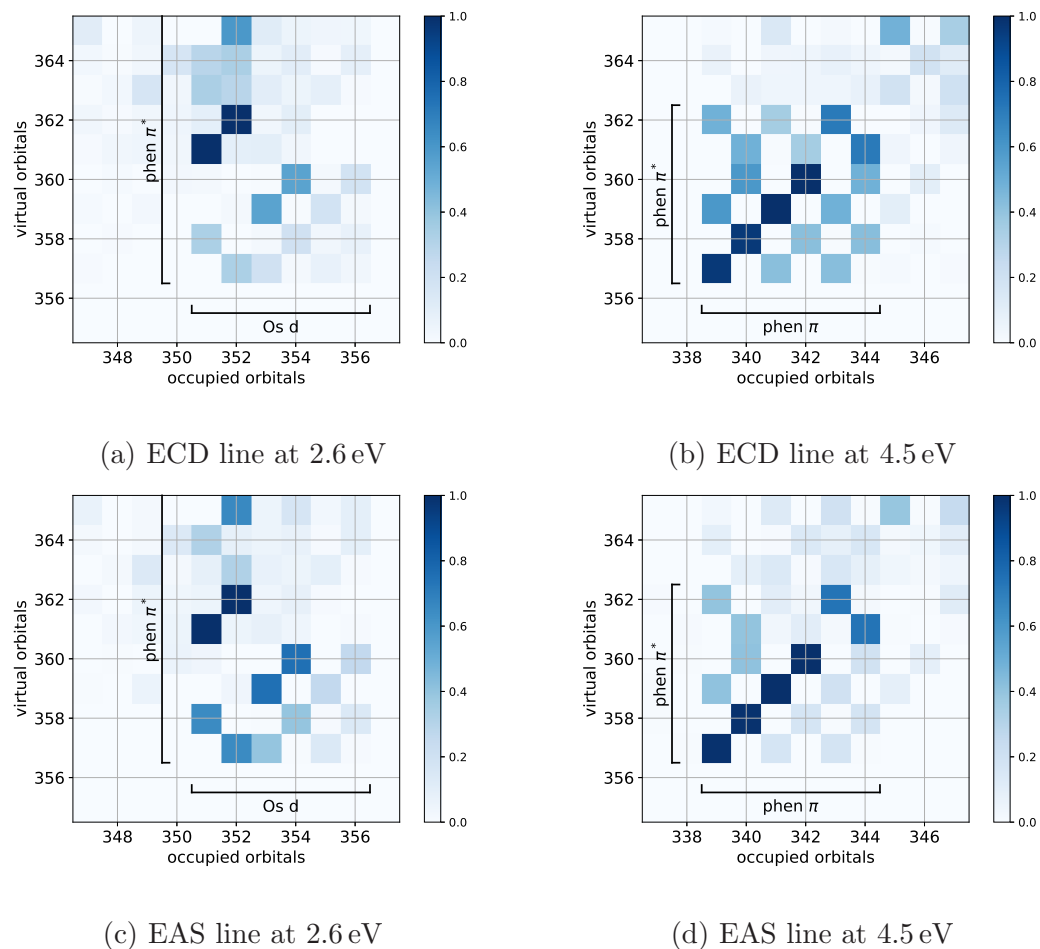 364
362
360
358
356
virtual orbitals
phen π*
Os d
348 350 352 354 356
occupied orbitals
1.0
0.8
0.6
0.4
0.2
0.0
(a) ECD line at 2.6 eV
364
362
360
358
356
virtual orbitals
phen π*
phen π
338 340 342 344 346
occupied orbitals
1.0
0.8
0.6
0.4
0.2
0.0
(b) ECD line at 4.5 eV
364
362
360
358
356
virtual orbitals
phen π*
Os d
348 350 352 354 356
occupied orbitals
1.0
0.8
0.6
0.4
0.2
0.0
(c) EAS line at 2.6 eV
364
362
360
358
356
virtual orbitals
phen π*
phen π
338 340 342 344 346
occupied orbitals
1.0
0.8
0.6
0.4
0.2
0.0
(d) EAS line at 4.5 eV